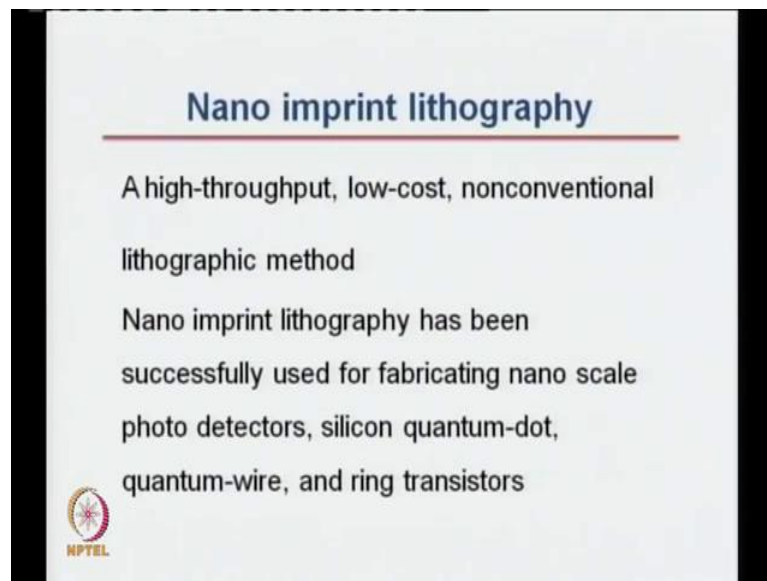 Nano imprint lithography
A high-throughput, low-cost, nonconventional
lithographic method
Nano imprint lithography has been
successfully used for fabricating nano scale
photo detectors, silicon quantum-dot,
quantum-wire, and ring transistors
NPTEL